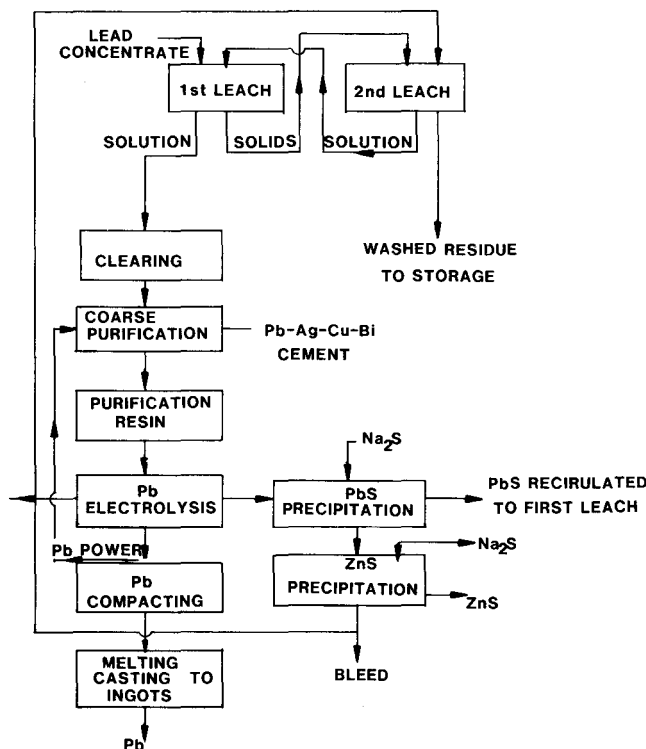 LEAD
CONCENTRATE
1st LEACH
2nd LEACH
SOLUTION
SOLIDS
SOLUTION
WASHED RESIDUE
TO STORAGE
CLEARING
COARSE
PURIFICATION
Pb-Ag-Cu-Bi
CEMENT
PURIFICATION
RESIN
Na2S
Pb
ELECTROLYSIS
PbS
PRECIPITATION
PbS RECIRULATED
TO FIRST LEACH
Pb POWER
Na2S
ZnS
PRECIPITATION
ZnS
Pb
COMPACTING
BLEED
MELTING
CASTING TO
INGOTS
Pb